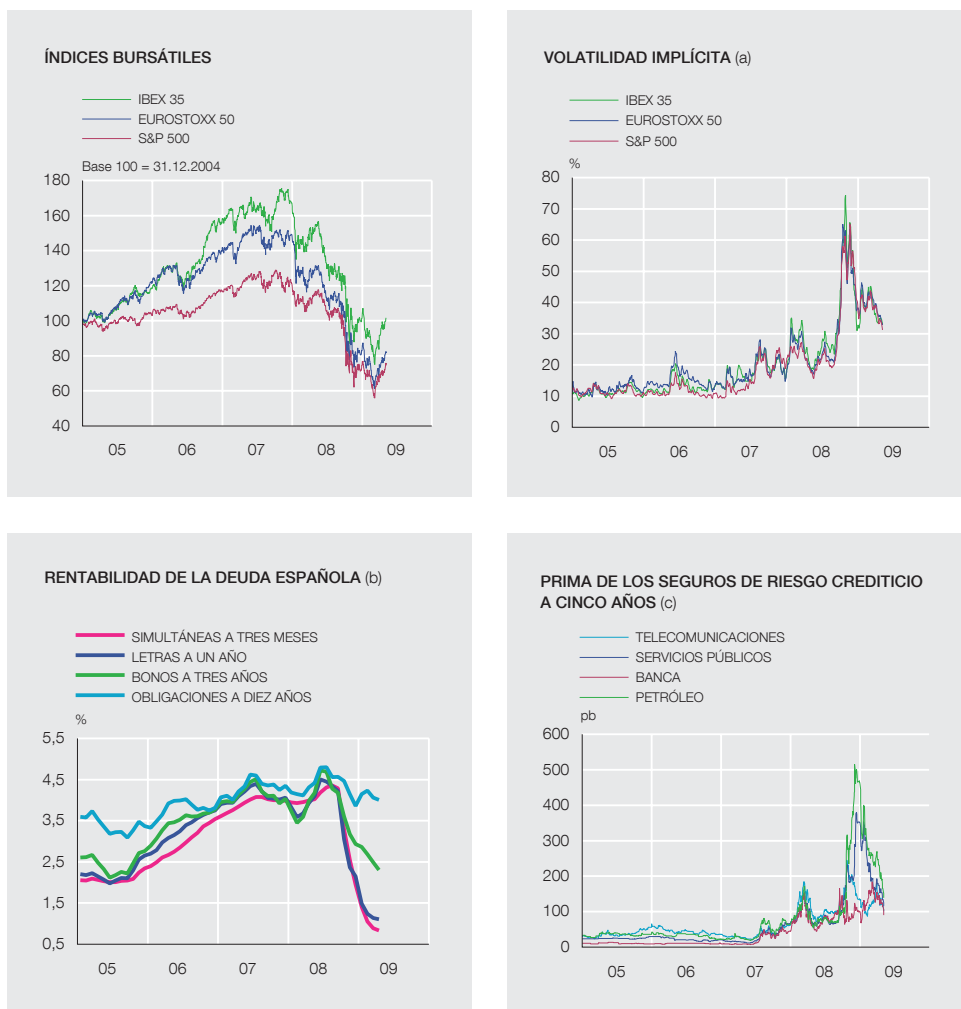 ÍNDICES BURSÁTILES
IBEX 35
EUROSTOXX 50
S&P 500
Base 100 = 31.12.2004
180
160
140
120
100
80
60
40
05 06 07 08 09
VOLATILIDAD IMPLÍCITA (a)
IBEX 35
EUROSTOXX 50
S&P 500
%
80
70
60
50
40
30
20
10
0
05 06 07 08 09
RENTABILIDAD DE LA DEUDA ESPAÑOLA (b)
SIMULTÁNEAS A TRES MESES
LETRAS A UN AÑO
BONOS A TRES AÑOS
OBLIGACIONES A DIEZ AÑOS
%
5,5
4,5
3,5
2,5
1,5
0,5
05 06 07 08 09
PRIMA DE LOS SEGUROS DE RIESGO CREDITICIO
A CINCO AÑOS (c)
TELECOMUNICACIONES
SERVICIOS PÚBLICOS
BANCA
PETRÓLEO
pb
600
500
400
300
200
100
0
05 06 07 08 09